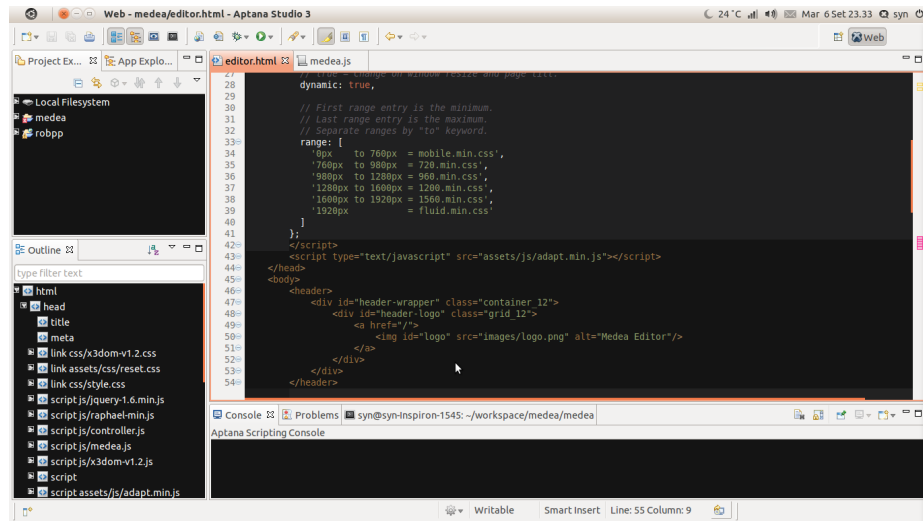 Web - medea/editor.html - Aptana Studio 3
24°C
Mar 6 Set 23.33
syn
Web
Project Ex...
App Explo...
Local Filesystem
medea
robpp
Outline
type filter text
html
head
title
meta
link css/x3dom-v1.2.css
link assets/css/reset.css
link css/style.css
script js/jquery-1.6.min.js
script js/raphael-min.js
script js/controller.js
script js/medea.js
script js/x3dom-v1.2.js
script
script assets/js/adapt.min.js
editor.html
medea.js
27 // true = change on window resize and page tilt.
28 dynamic: true,
29
30 // First range entry is the minimum.
31 // Last range entry is the maximum.
32 // Separate ranges by "to" keyword.
33 range: [
34 '0px to 760px = mobile.min.css',
35 '760px to 980px = 720.min.css',
36 '980px to 1280px = 960.min.css',
37 '1280px to 1600px = 1200.min.css',
38 '1600px to 1920px = 1560.min.css',
39 '1920px = fluid.min.css'
40 ]
41 };
42 </script>
43 <script type="text/javascript" src="assets/js/adapt.min.js"></script>
44 </head>
45 <body>
46 <header>
47 <div id="header-wrapper" class="container_12">
48 <div id="header-logo" class="grid_12">
49 <a href="/">
50 <img id="logo" src="images/logo.png" alt="Medea Editor"/>
51 </a>
52 </div>
53 </div>
54 </header>
Console
Problems
syn@syn-Inspiron-1545: ~/workspace/medea/medea
Aptana Scripting Console
Writable
Smart Insert
Line: 55 Column: 9